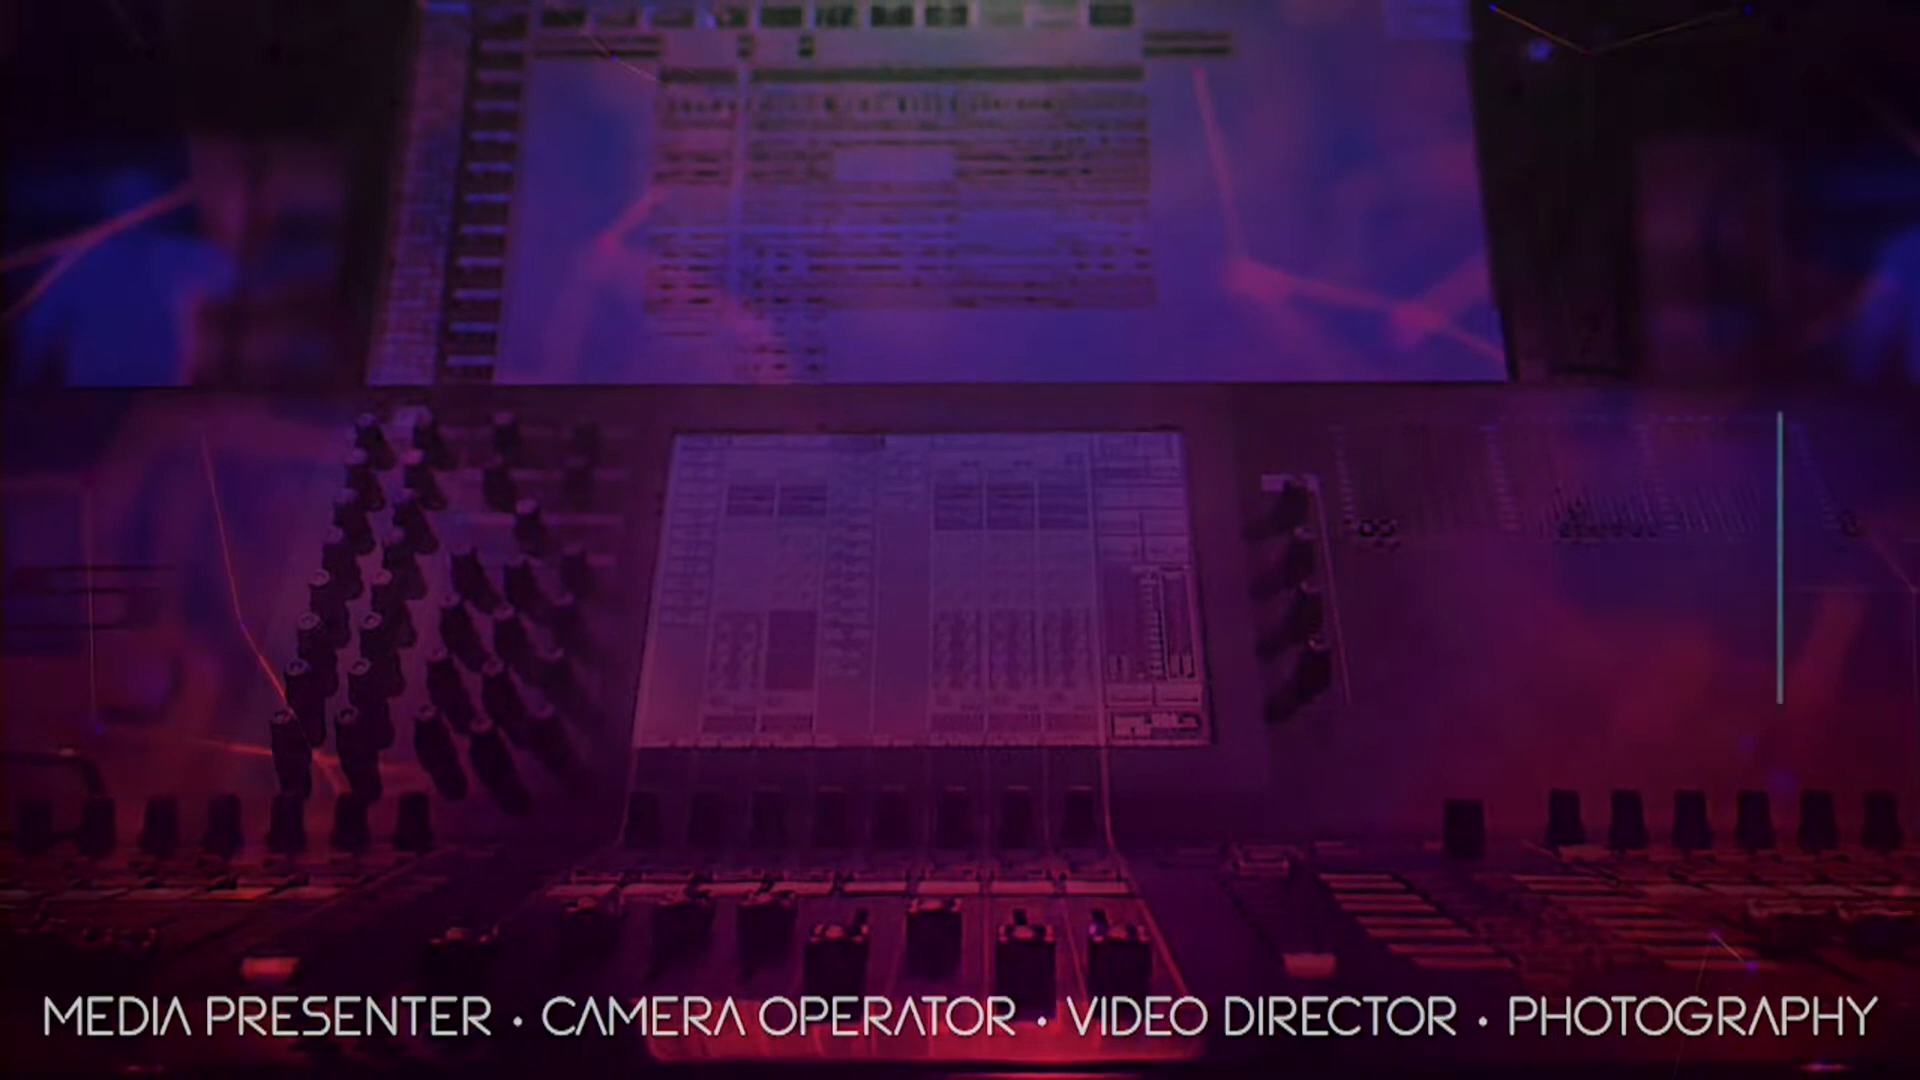 MEDIA PRESENTER • CAMERA OPERATOR • VIDEO DIRECTOR • PHOTOGRAPHY